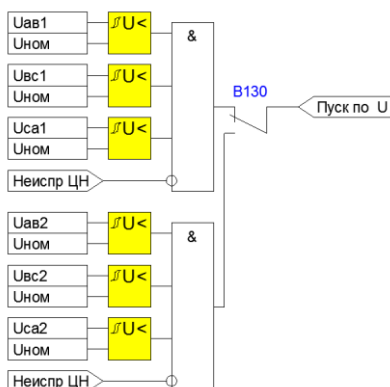 Uав1
Uном
U<
&
Uвс1
Uном
U<
В130
Пуск по U
Uса1
Uном
U<
Неиспр ЦН
Uав2
Uном
U<
&
Uвс2
Uном
U<
Uса2
Uном
U<
Неиспр ЦН